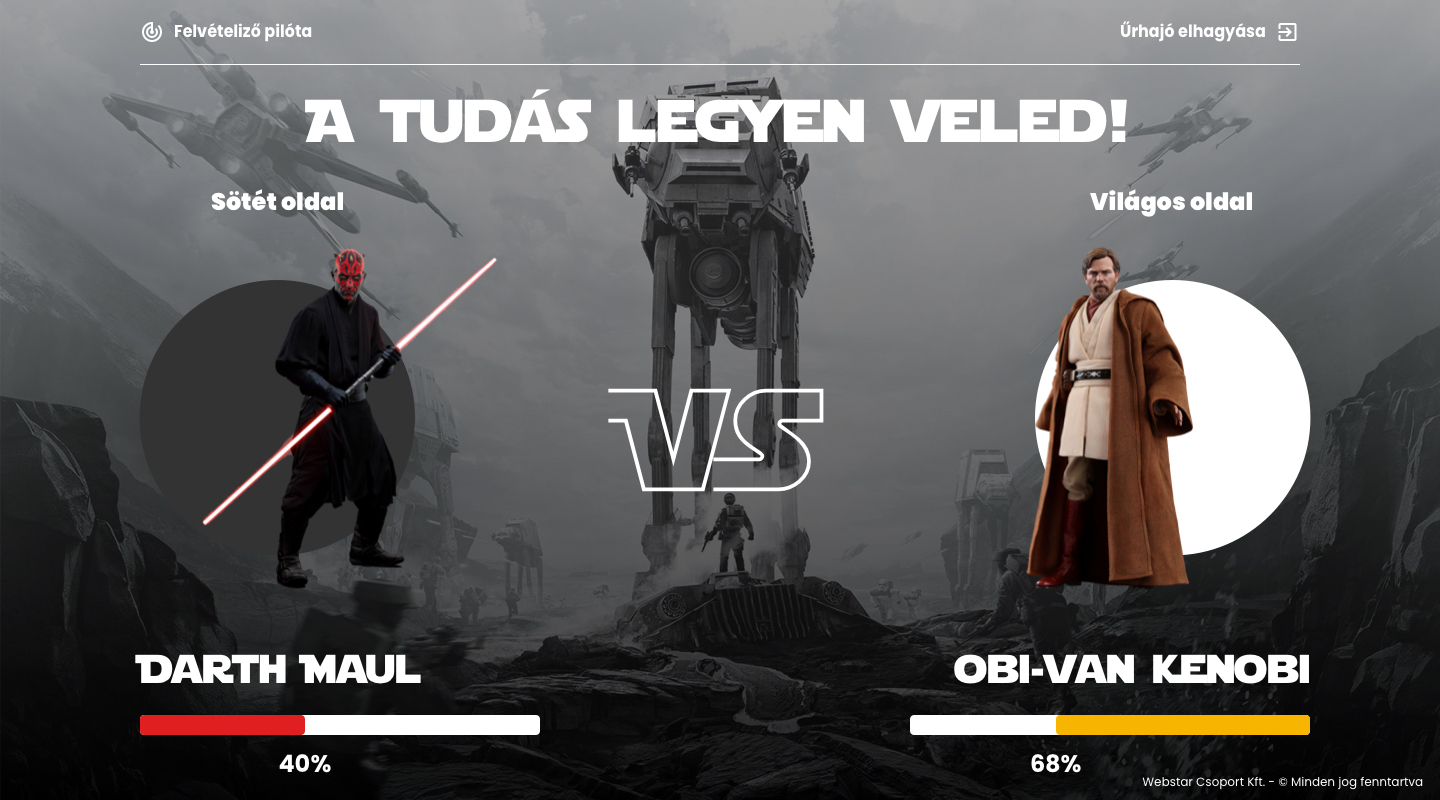 Felvételiző pilóta
Űrhajó elhagyása
A TUDÁS LEGYEN VELED!
Sötét oldal
Világos oldal
VS
DARTH MAUL
OBI-VAN KENOBI
40%
68%
Webstar Csoport Kft. - © Minden jog fenntartva